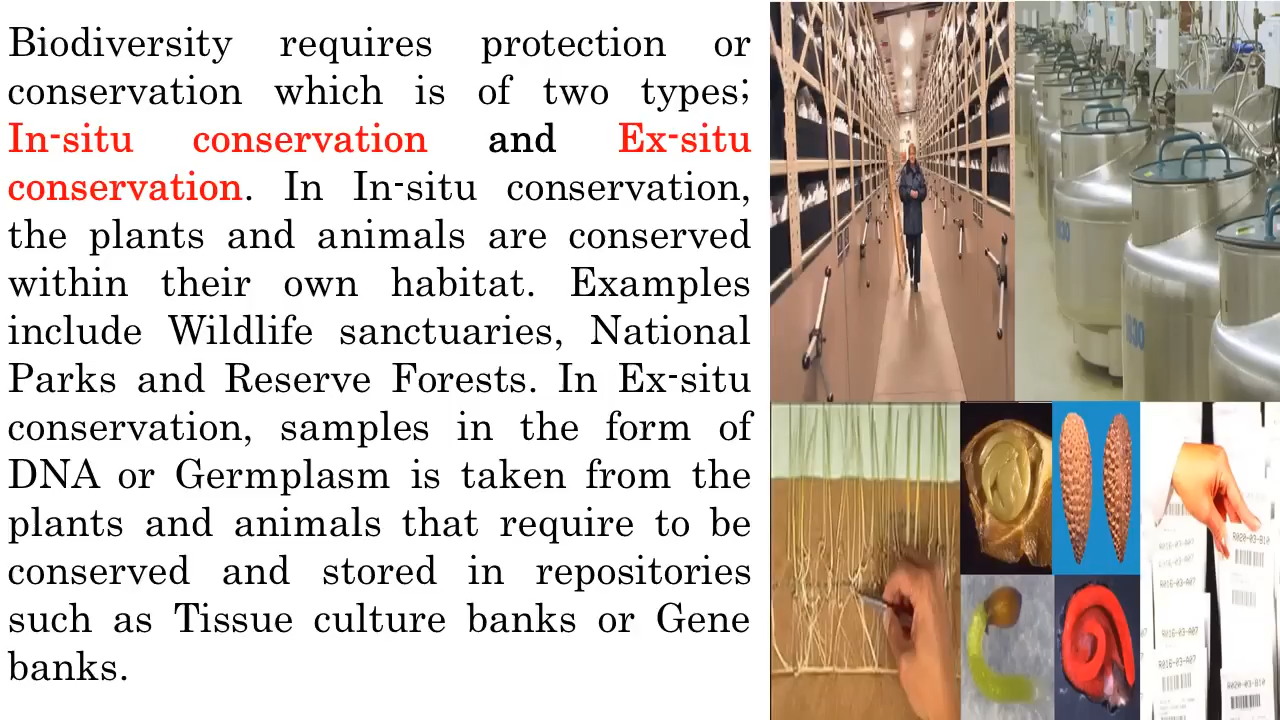 Biodiversity requires protection or
conservation which is of two types;
In-situ conservation and Ex-situ
conservation. In In-situ conservation,
the plants and animals are conserved
within their own habitat. Examples
include Wildlife sanctuaries, National
Parks and Reserve Forests. In Ex-situ
conservation, samples in the form of
DNA or Germplasm is taken from the
plants and animals that require to be
conserved and stored in repositories
such as Tissue culture banks or Gene
banks.